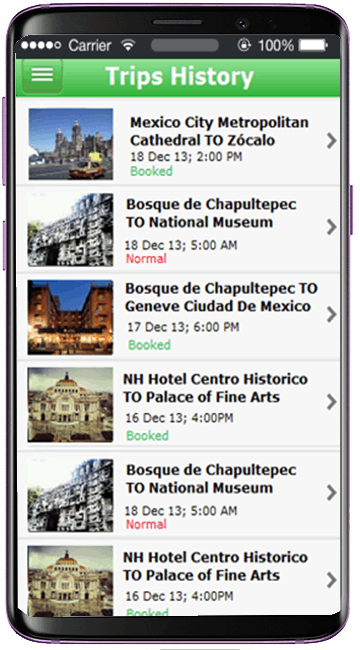 Carrier 100%
Trips History
Mexico City Metropolitan
Cathedral TO Zócalo
18 Dec 13; 2:00 PM
Booked
Bosque de Chapultepec
TO National Museum
18 Dec 13; 5:00 AM
Normal
Bosque de Chapultepec TO
Geneve Ciudad De Mexico
17 Dec 13; 6:00 PM
Booked
NH Hotel Centro Historico
TO Palace of Fine Arts
16 Dec 13; 4:00PM
Booked
Bosque de Chapultepec
TO National Museum
18 Dec 13; 5:00 AM
Normal
NH Hotel Centro Historico
TO Palace of Fine Arts
16 Dec 13; 4:00PM
Booked